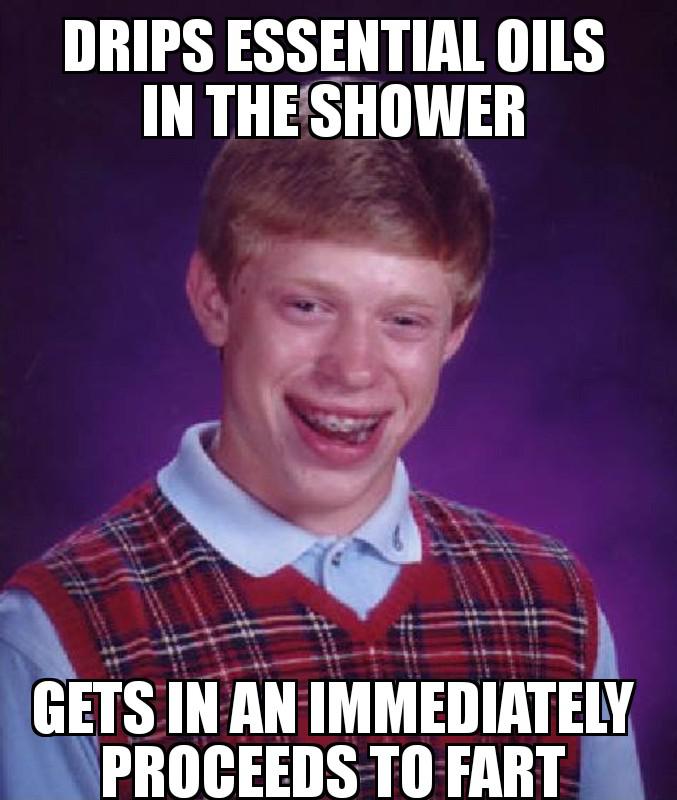 DRIPS ESSENTIAL OILS
IN THE SHOWER
GETS IN AN IMMEDIATELY
PROCEEDS TO FART